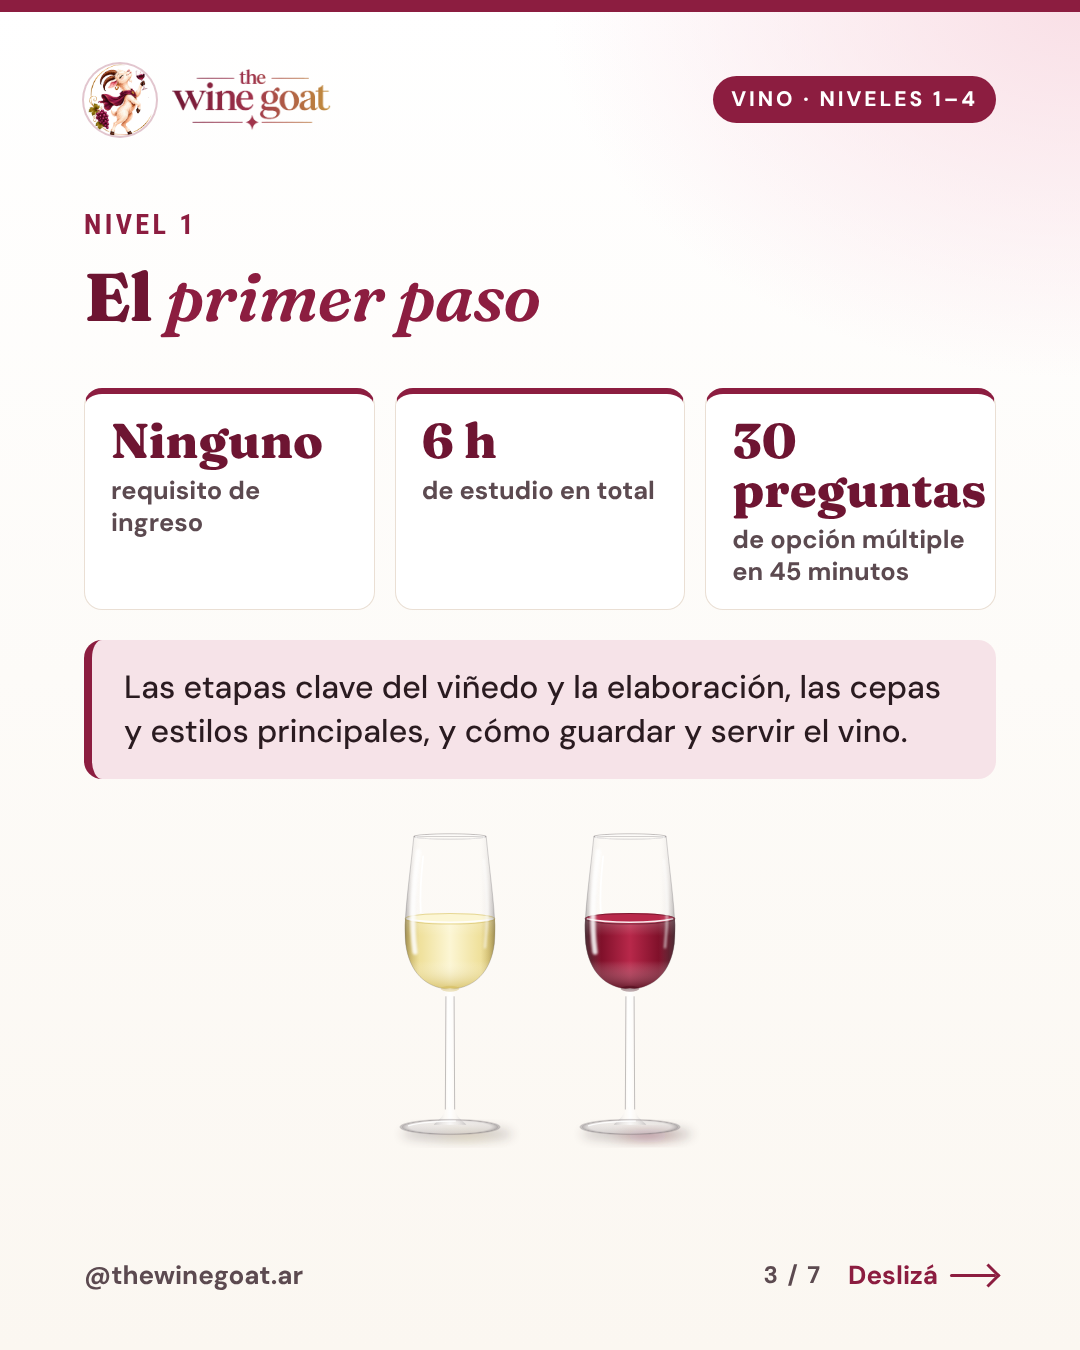 the
wine goat
VINO · NIVELES 1–4
NIVEL 1
El primer paso
Ninguno
requisito de
ingreso
6 h
de estudio en total
30
preguntas
de opción múltiple
en 45 minutos
Las etapas clave del viñedo y la elaboración, las cepas
y estilos principales, y cómo guardar y servir el vino.
@thewinegoat.ar
3 / 7
Deslizá